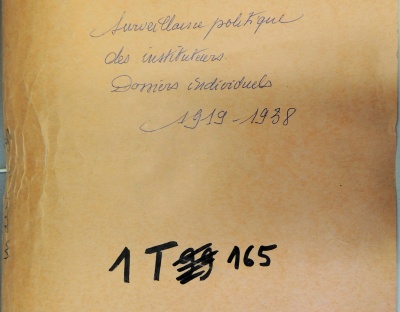 Surveillance politique
des instituteurs.
Dossiers individuels
1919-1938
1 T 165